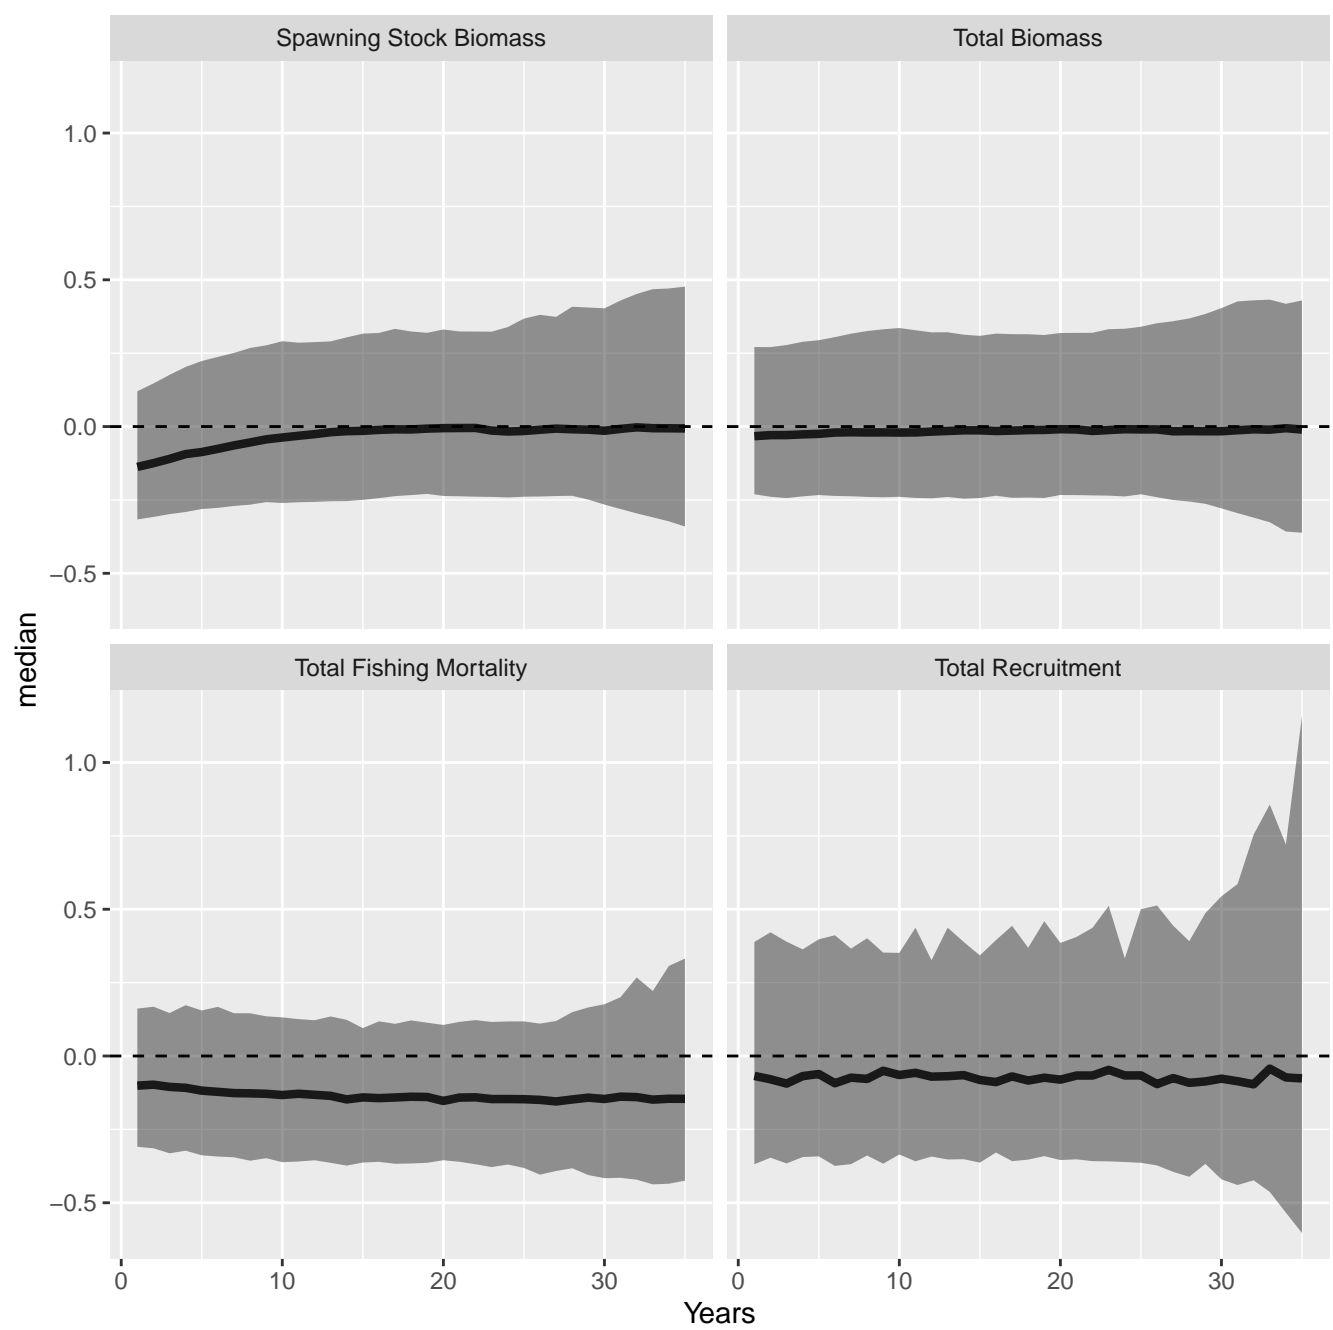 Spawning Stock Biomass
Total Biomass
1.0
0.5
0.0
−0.5
Total Fishing Mortality
Total Recruitment
1.0
0.5
0.0
−0.5
median
0 10 20 30
0 10 20 30
Years